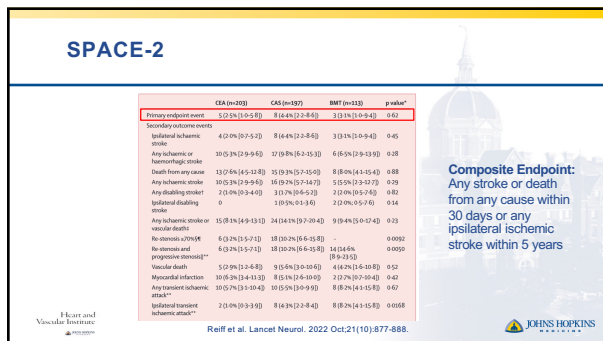 SPACE-2
CEA (n=203) CAS (n=197) BMT (n=113) p value*
Primary endpoint event 5 (2·5% [1·0–5·8]) 8 (4·4% [2·2–8·6]) 3 (3·1% [1·0–9·4]) 0·62
Secondary outcome events
Ipsilateral ischaemic stroke 4 (2·0% [0·7–5·2]) 8 (4·4% [2·2–8·6]) 3 (3·1% [1·0–9·4]) 0·45
Any ischaemic or haemorrhagic stroke 10 (5·3% [2·9–9·6]) 17 (9·8% [6·2–15·3]) 6 (6·5% [2·9–13·9]) 0·28
Death from any cause 13 (7·6% [4·5–12·8]) 15 (9·3% [5·7–15·0]) 8 (8·0% [4·1–15·4]) 0·88
Any ischaemic stroke 10 (5·3% [2·9–9·6]) 16 (9·2% [5·7–14·7]) 5 (5·5% [2·3–12·7]) 0·29
Any disabling stroke† 2 (1·0% [0·3–4·0]) 3 (1·7% [0·6–5·2]) 2 (2·0% [0·5–7·6]) 0·82
Ipsilateral disabling stroke 0 1 (0·5%; 0·1–3·6) 2 (2·0%; 0·5–7·6) 0·14
Any ischaemic stroke or vascular death‡ 15 (8·1% [4·9–13·1]) 24 (14·1% [9·7–20·4]) 9 (9·4% [5·0–17·4]) 0·23
Re-stenosis ≥70%§¶ 6 (3·2% [1·5–7·1]) 18 (10·2% [6·6–15·8]) - 0·0092
Re-stenosis and progressive stenosis||** 6 (3·2% [1·5–7·1]) 18 (10·2% [6·6–15·8]) 14 (14·6% [8·9–23·5]) 0·0050
Vascular death 5 (2·9% [1·2–6·8]) 9 (5·6% [3·0–10·6]) 4 (4·2% [1·6–10·8]) 0·52
Myocardial infarction 10 (6·3% [3·4–11·3]) 8 (5·1% [2·6–10·0]) 2 (2·7% [0·7–10·4]) 0·42
Any transient ischaemic attack** 10 (5·7% [3·1–10·4]) 10 (5·5% [3·0–9·9]) 8 (8·2% [4·1–15·8]) 0·67
Ipsilateral transient ischaemic attack** 2 (1·0% [0·3–3·9]) 8 (4·3% [2·2–8·4]) 8 (8·2% [4·1–15·8]) 0·0168
Composite Endpoint:
Any stroke or death
from any cause within
30 days or any
ipsilateral ischemic
stroke within 5 years
Heart and
Vascular Institute
Reiff et al. Lancet Neurol. 2022 Oct;21(10):877-888.
JOHNS HOPKINS
MEDICINE